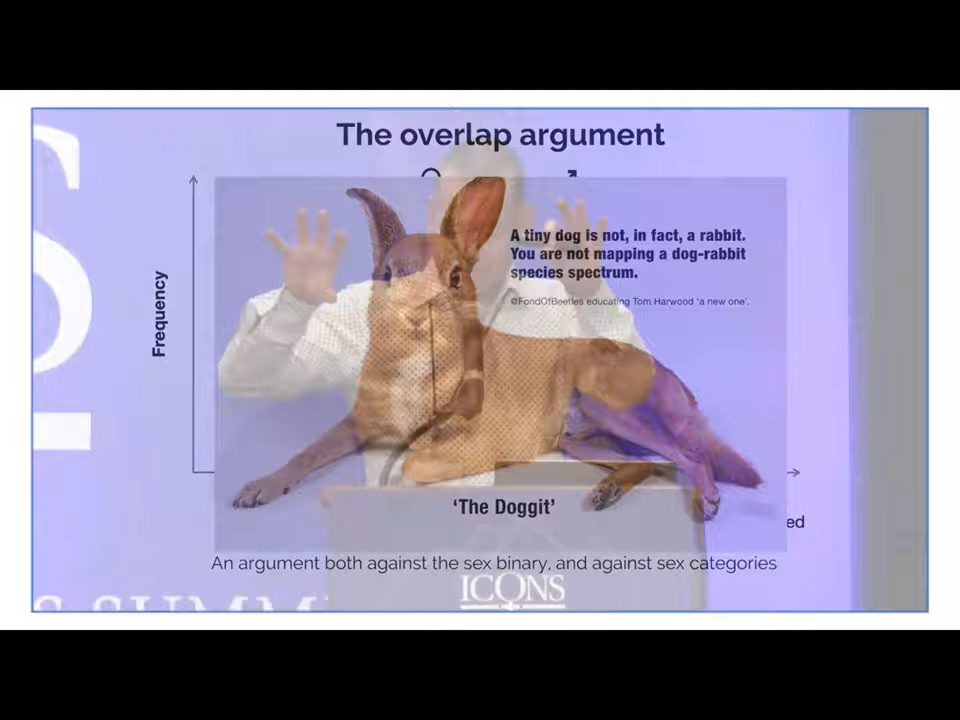 The overlap argument
A tiny dog is not, in fact, a rabbit.
You are not mapping a dog-rabbit
species spectrum.
@FondOfBeetles educating Tom Harwood ‘a new one’.
Frequency
‘The Doggit’
An argument both against the sex binary, and against sex categories
ICONS